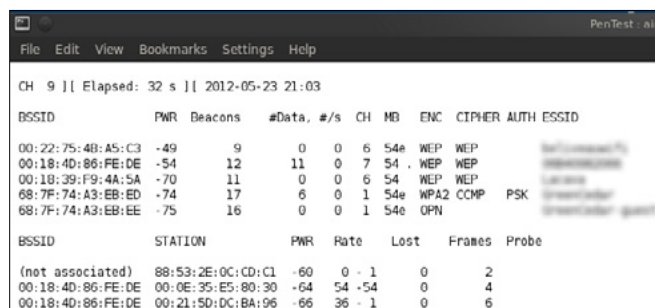 PenTest : ai
File Edit View Bookmarks Settings Help
CH 9 ][ Elapsed: 32 s ][ 2012-05-23 21:03
BSSID PWR Beacons #Data, #/s CH MB ENC CIPHER AUTH ESSID
00:22:75:4B:A5:C3 -49 9 0 0 6 54e WEP WEP
00:18:4D:86:FE:DE -54 12 11 0 7 54 . WEP WEP
00:18:39:F9:4A:5A -70 11 0 0 6 54 WEP WEP
68:7F:74:A3:EB:ED -74 17 6 0 1 54e WPA2 CCMP PSK
68:7F:74:A3:EB:EE -75 16 0 0 1 54e OPN
BSSID STATION PWR Rate Lost Frames Probe
(not associated) 88:53:2E:0C:CD:C1 -60 0 - 1 0 2
00:18:4D:86:FE:DE 00:0E:35:E5:80:30 -64 54 -54 0 4
00:18:4D:86:FE:DE 00:21:5D:DC:BA:96 -66 36 - 1 0 6